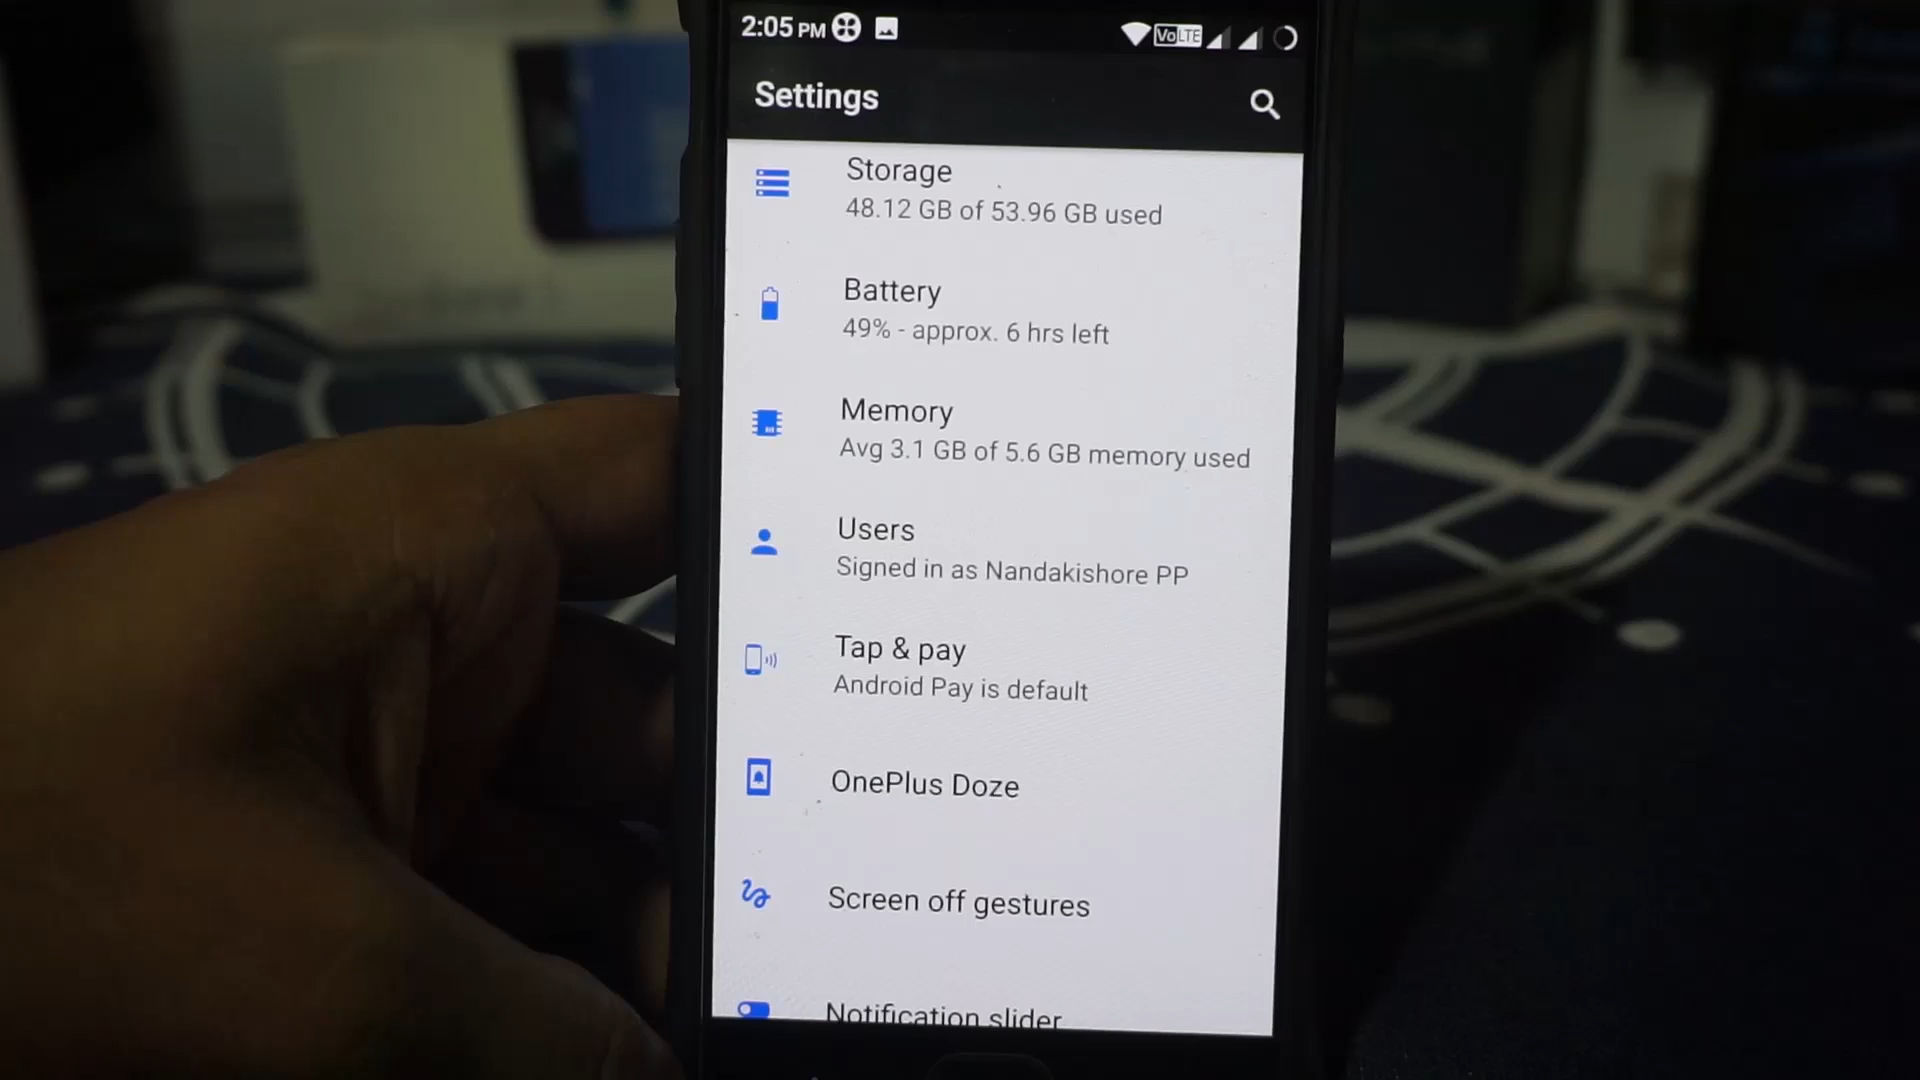 2:05 PM
Vo LTE
Settings
Storage
48.12 GB of 53.96 GB used
Battery
49% - approx. 6 hrs left
Memory
Avg 3.1 GB of 5.6 GB memory used
Users
Signed in as Nandakishore PP
Tap & pay
Android Pay is default
OnePlus Doze
Screen off gestures
Notification slider